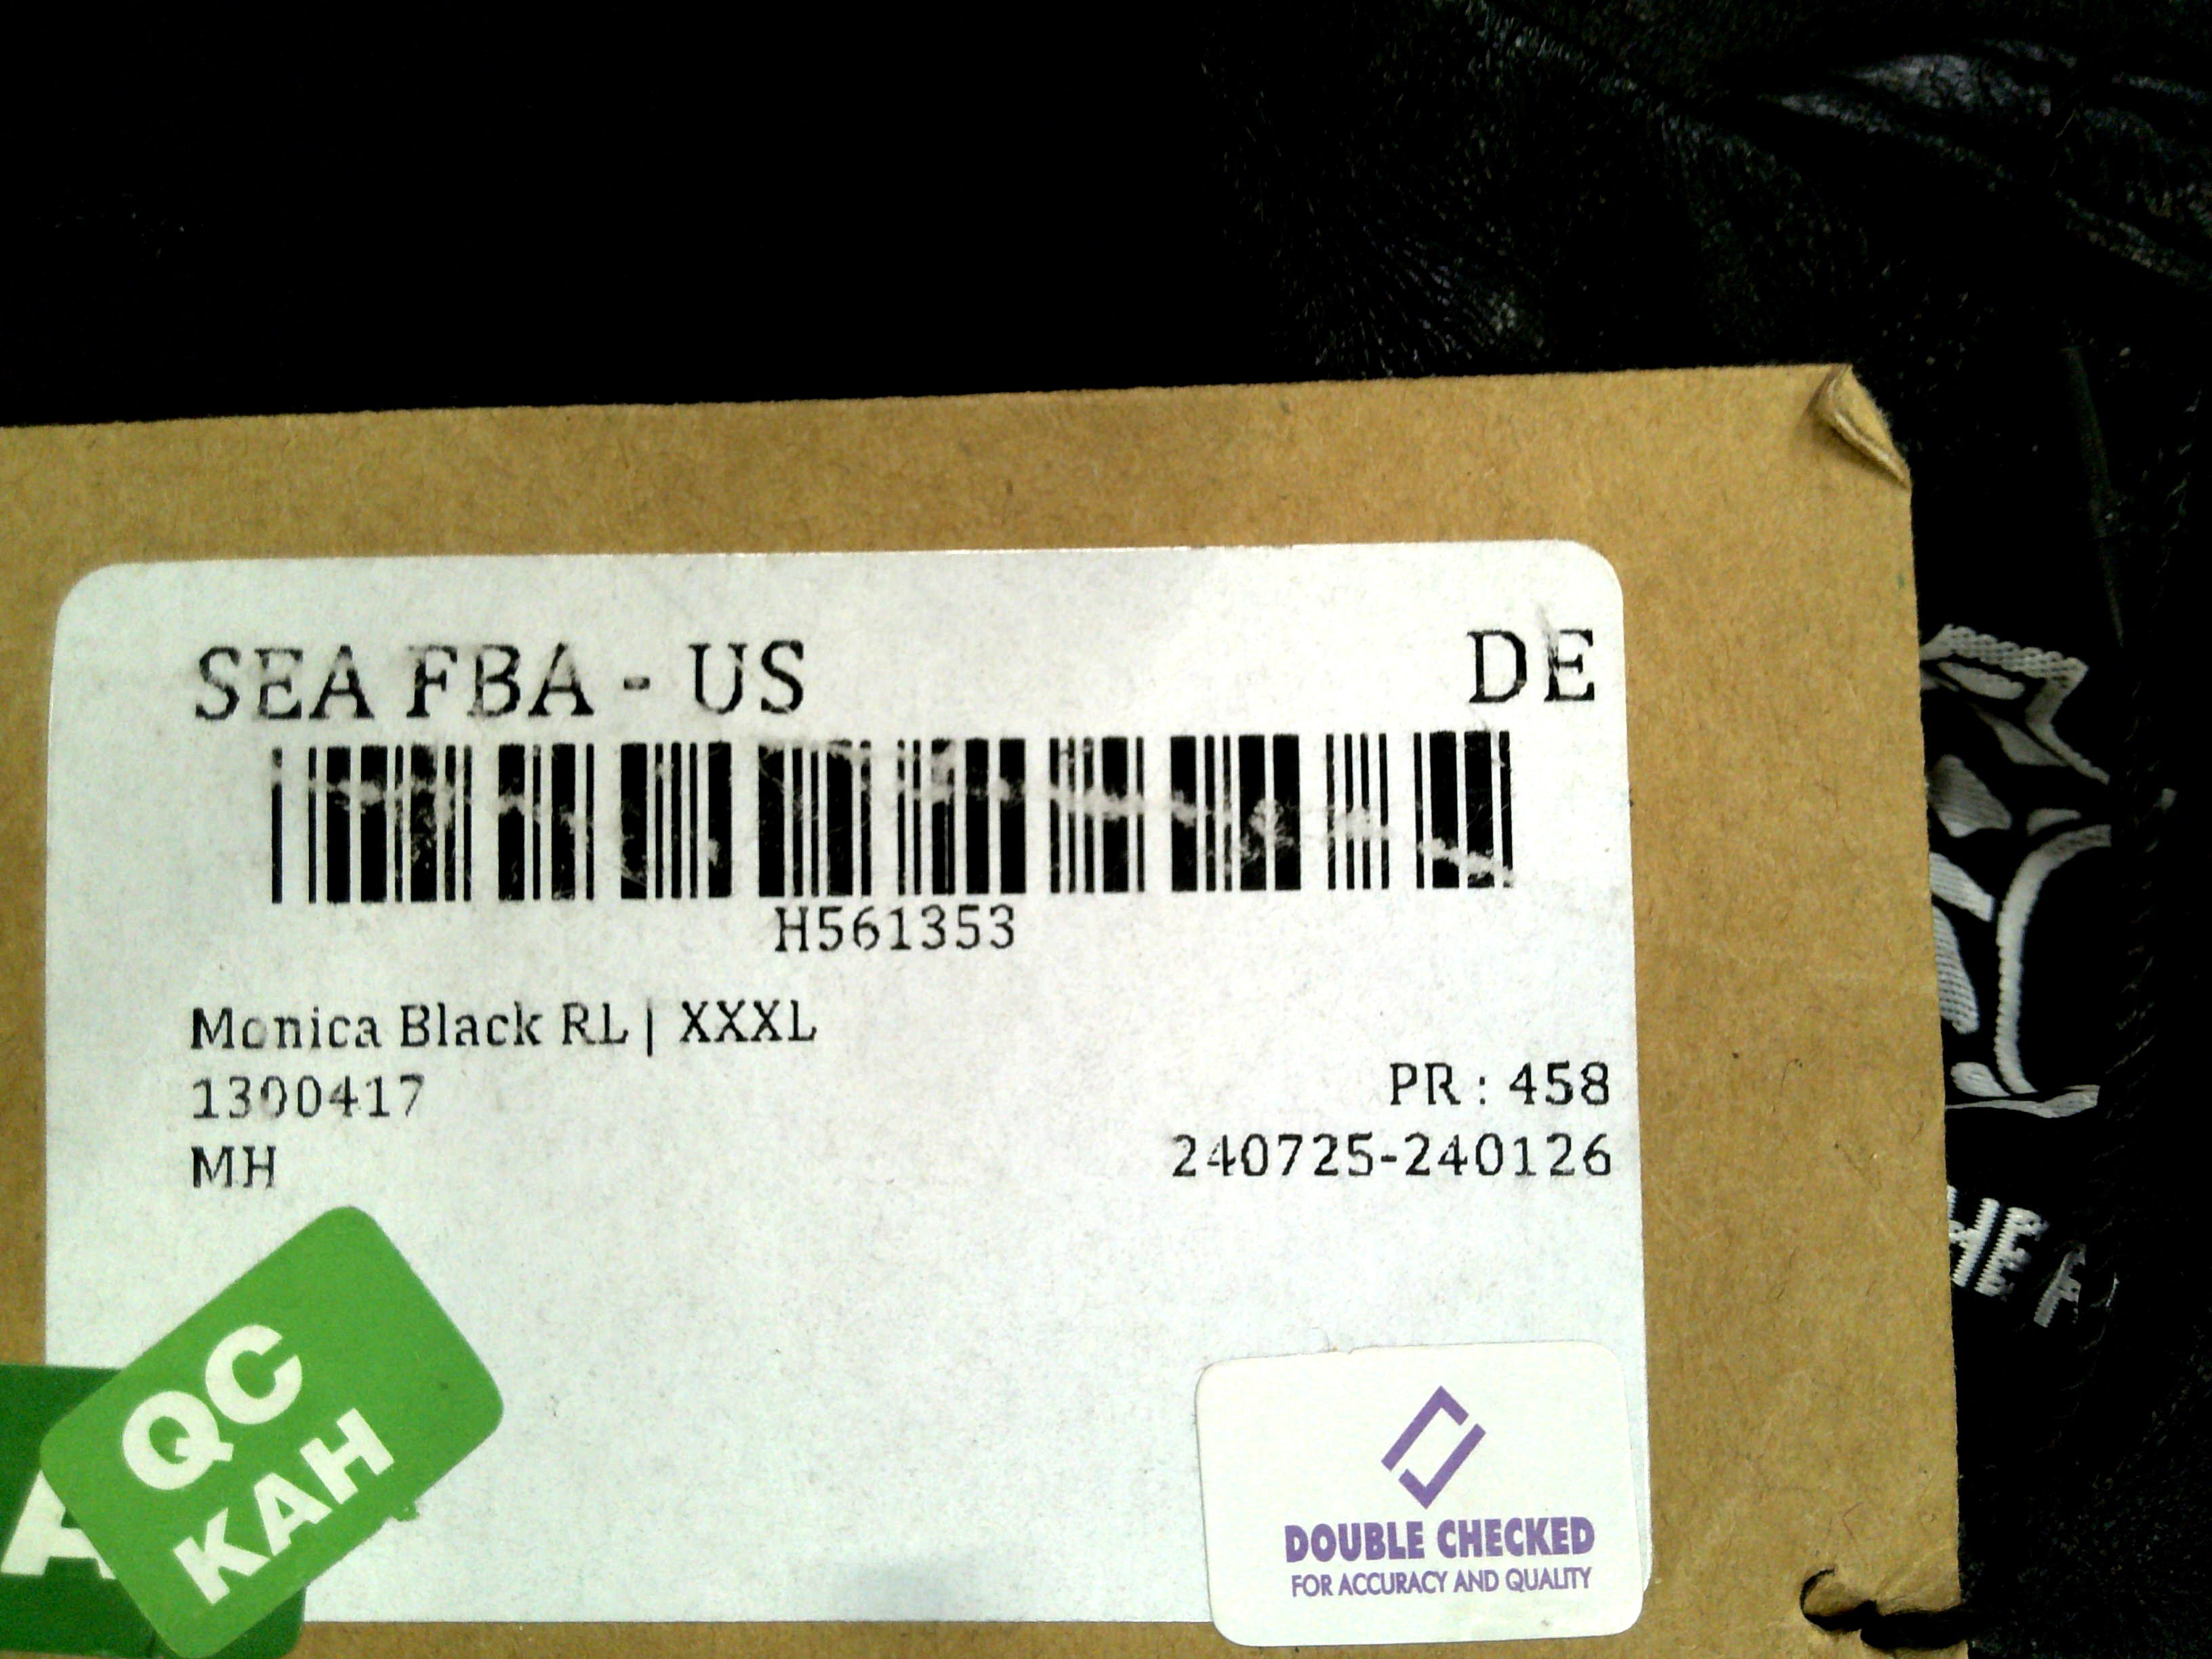 SEA FBA - US DE
H561353
Monica Black RL | XXXL
1300417 PR : 458
MH 240725-240126
QC
KAH
A
DOUBLE CHECKED
FOR ACCURACY AND QUALITY
HE